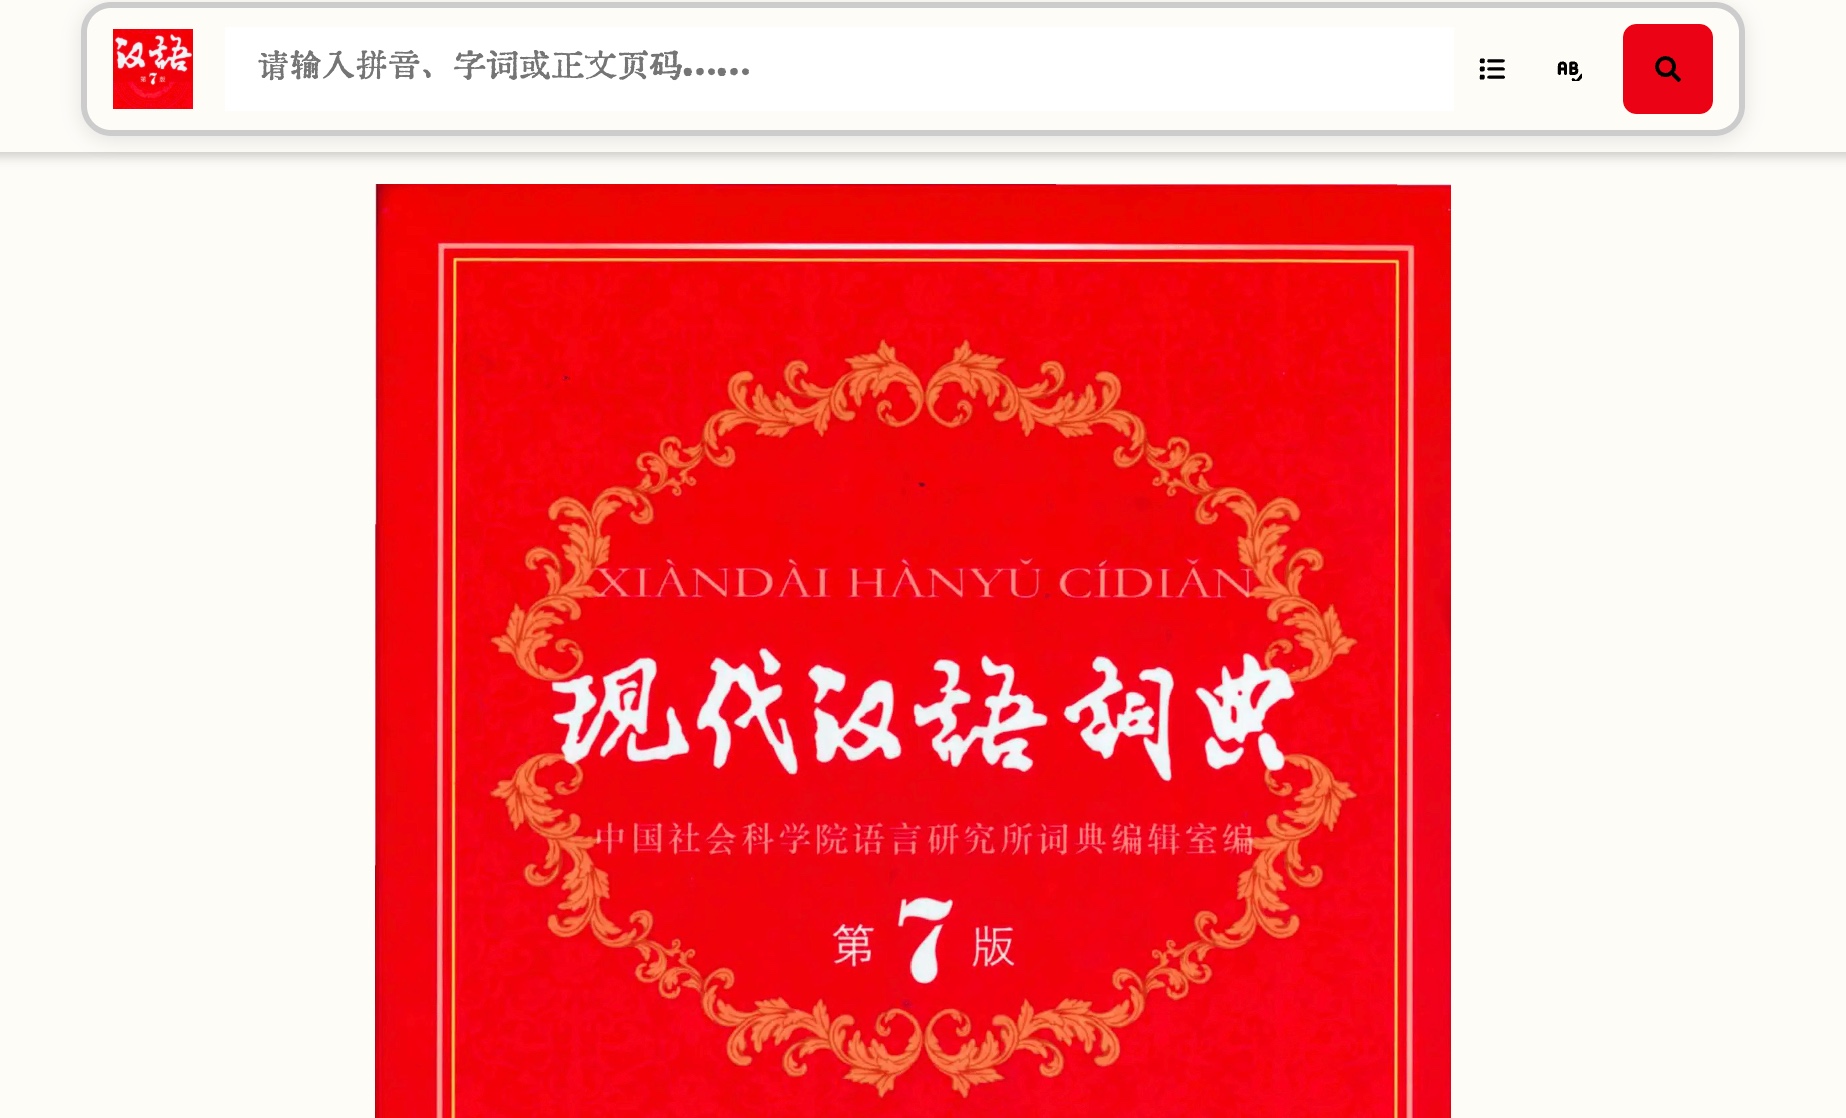 汉語
第7版
请输入拼音、字词或正文页码……
AB
XIÀNDÀI HÀNYǓ CÍDIǍN
现代汉語詞典
中国社会科学院语言研究所词典编辑室编
第7版